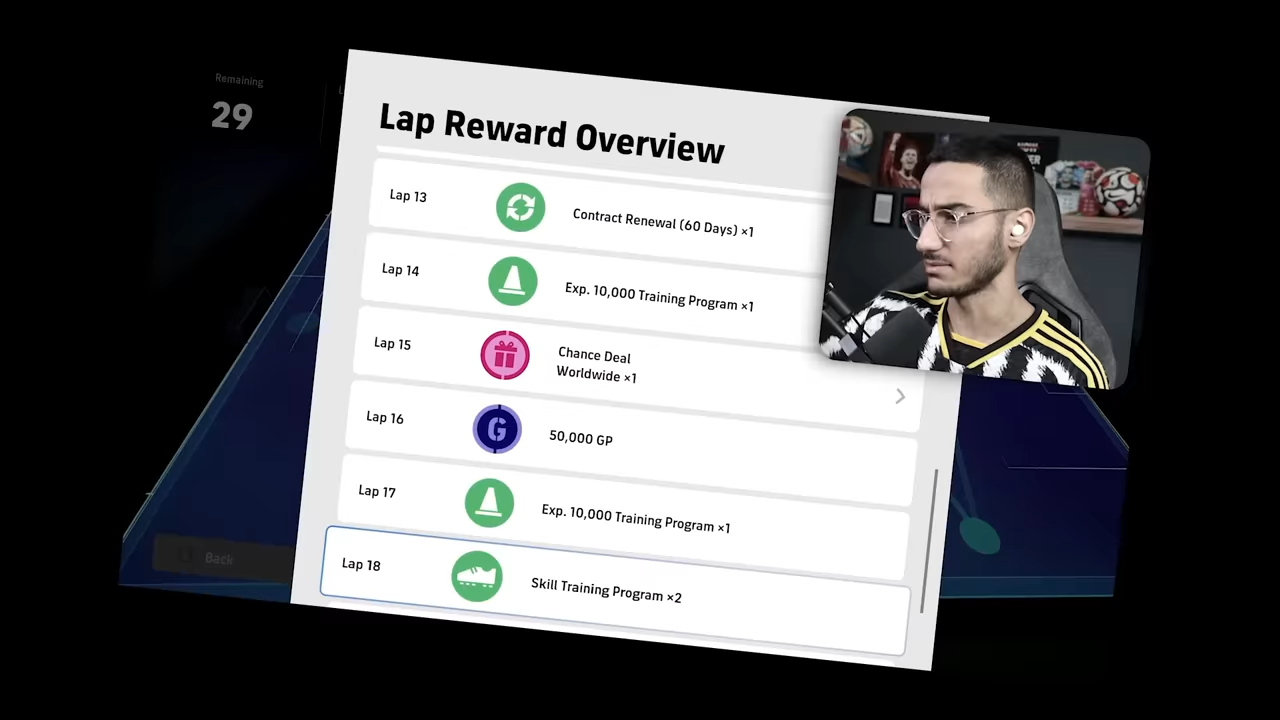 Remaining
29
Lap Reward Overview
Lap 13
Contract Renewal (60 Days) ×1
Lap 14
Exp. 10,000 Training Program ×1
Lap 15
Chance Deal
Worldwide ×1
Lap 16
G
50,000 GP
Lap 17
Exp. 10,000 Training Program ×1
Lap 18
Skill Training Program ×2
Back